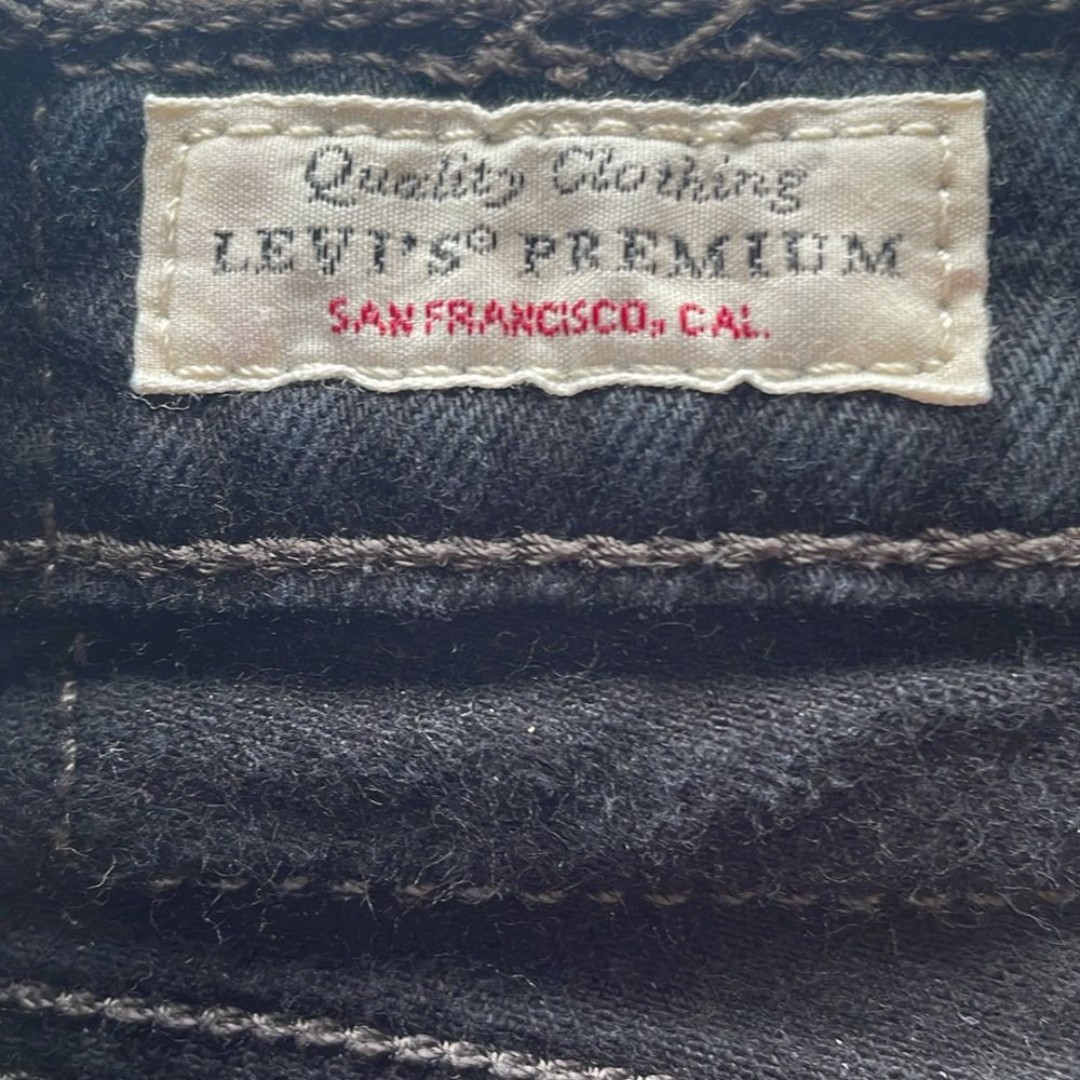 Quality Clothing
LEVI'S® PREMIUM
SAN FRANCISCO, CAL.